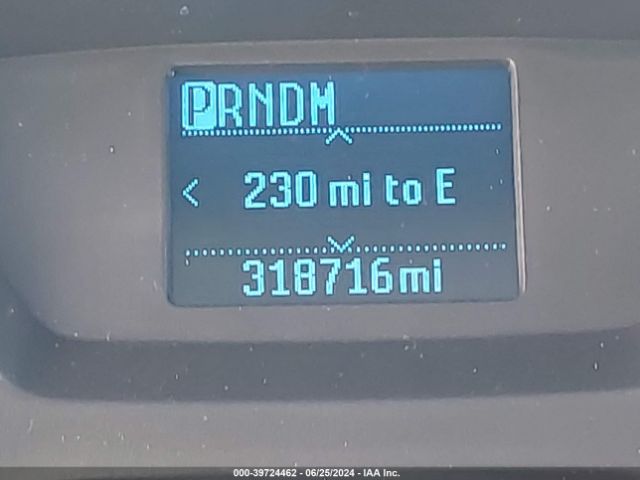 PRNDM
< 230 mi to E
318716mi
000-39724462 - 06/25/2024 - IAA Inc.